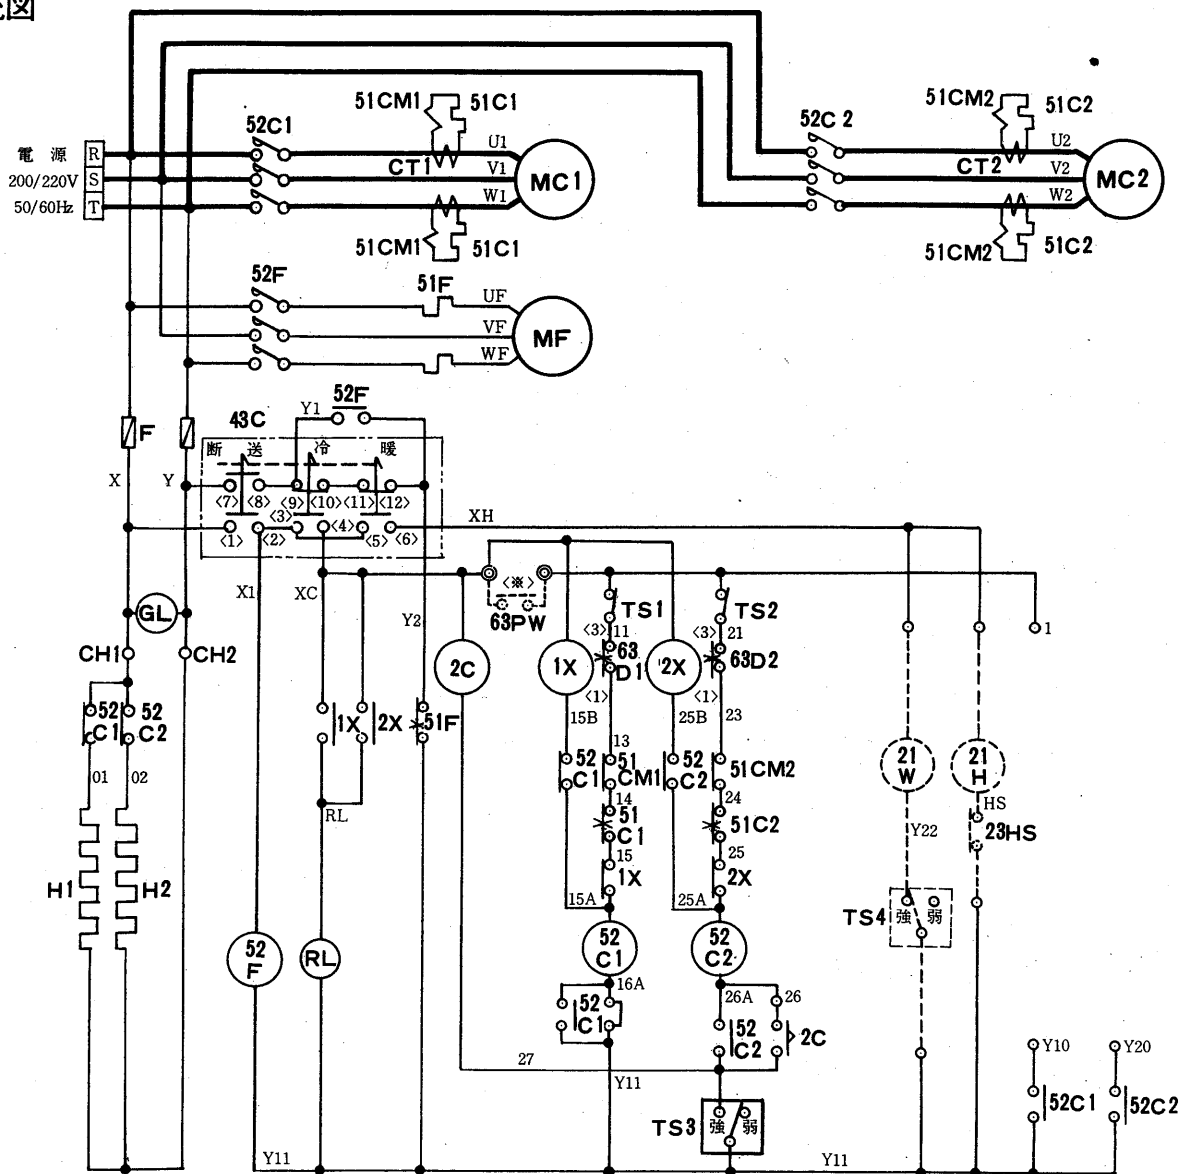 51CM1 51C1
52C1
U1
電源 R
200/220V S
50/60Hz T
CT1 V1
W1
MC1
51CM1 51C1
51CM2 51C2
52C2
U2
CT2 V2
W2
MC2
51CM2 51C2
52F
51F
UF
VF
WF
MF
F
43C
Y1 52F
断 送 冷 暖
X
Y
<7> <8> <9> <10> <11> <12>
<3> <4>
<1> <2> <5> <6>
XH
X1 XC
Y2
<※>
63PW
GL
CH1 CH2
TS1
<3> 11
63
D1
<1>
TS2
<3> 21
63D2
<1>
1
2C
1X
2X
52
C1
52
C2
1X
2X
51F
15B
25B
23
13
52
C1
51
CM1
52
C2
51CM2
21
W
21
H
HS
01
02
14
24
RL
51
C1
51C2
Y22
23HS
15
25
1X
2X
H1 H2
15A
25A
TS4
強 弱
52
F
RL
52
C1
52
C2
16A
26A
26
52
C1
52
C2
2C
27
Y11
Y10
Y20
52C1
52C2
TS3
強 弱
Y11
Y11